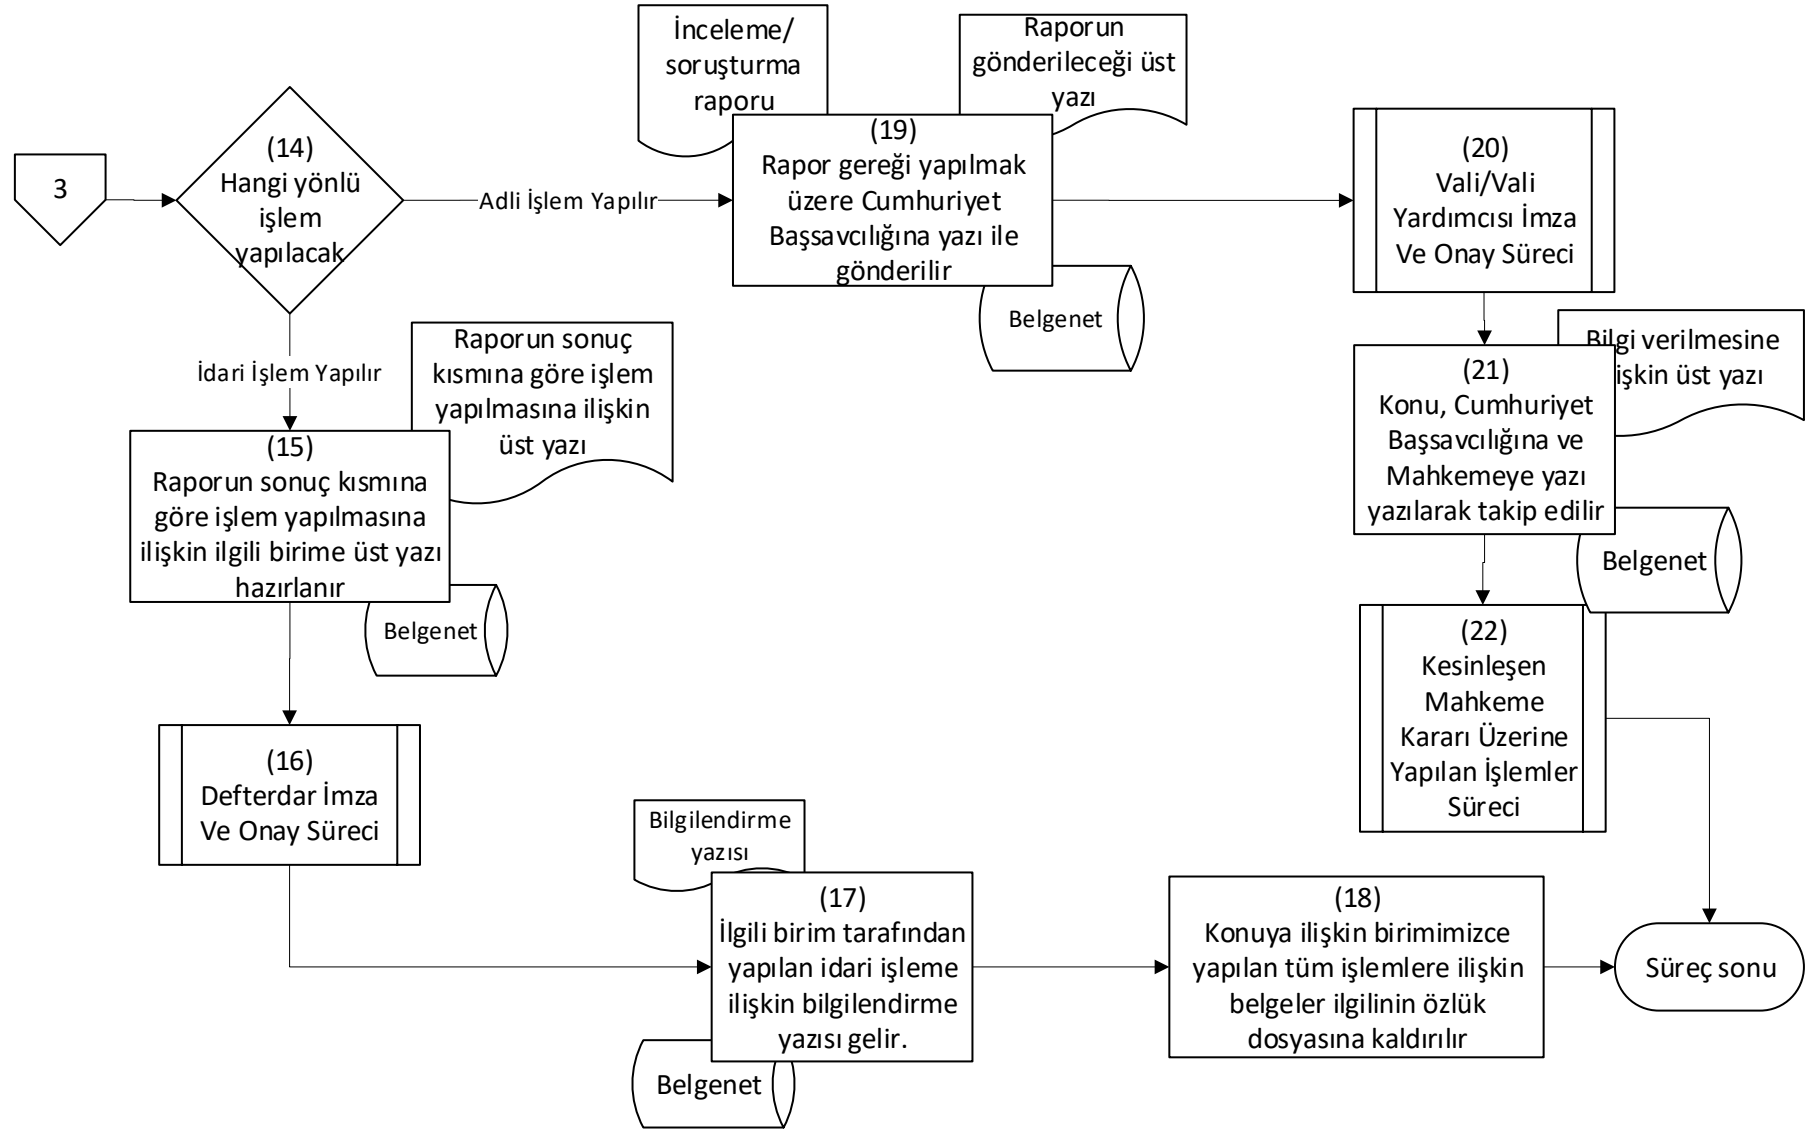 3
(14)
Hangi yönlü
işlem
yapılacak
Adli İşlem Yapılır
İnceleme/
soruşturma
raporu
Raporun
gönderileceği üst
yazı
(19)
Rapor gereği yapılmak
üzere Cumhuriyet
Başsavcılığına yazı ile
gönderilir
Belgenet
(20)
Vali/Vali
Yardımcısı İmza
Ve Onay Süreci
Bilgi verilmesine
işkin üst yazı
(21)
Konu, Cumhuriyet
Başsavcılığına ve
Mahkemeye yazı
yazılarak takip edilir
Belgenet
(22)
Kesinleşen
Mahkeme
Kararı Üzerine
Yapılan İşlemler
Süreci
İdari İşlem Yapılır
Raporun sonuç
kısmına göre işlem
yapılmasına ilişkin
üst yazı
(15)
Raporun sonuç kısmına
göre işlem yapılmasına
ilişkin ilgili birime üst yazı
hazırlanır
Belgenet
(16)
Defterdar İmza
Ve Onay Süreci
Bilgilendirme
yazısı
(17)
İlgili birim tarafından
yapılan idari işleme
ilişkin bilgilendirme
yazısı gelir.
Belgenet
(18)
Konuya ilişkin birimimizce
yapılan tüm işlemlere ilişkin
belgeler ilgilinin özlük
dosyasına kaldırılır
Süreç sonu